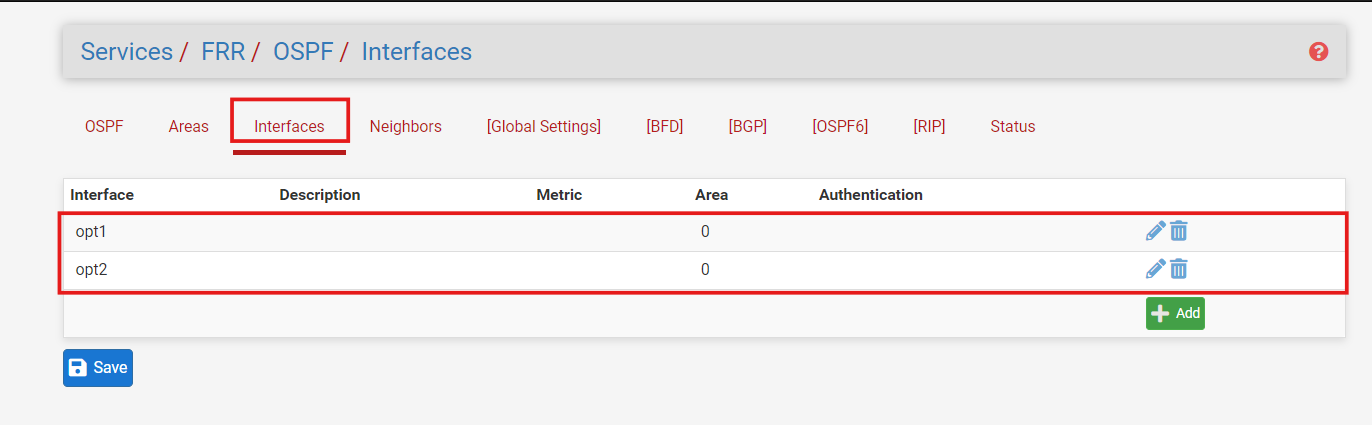 Services / FRR / OSPF / Interfaces
OSPF Areas Interfaces Neighbors [Global Settings] [BFD] [BGP] [OSPF6] [RIP] Status
Interface Description Metric Area Authentication
opt1 0
opt2 0
Add
Save